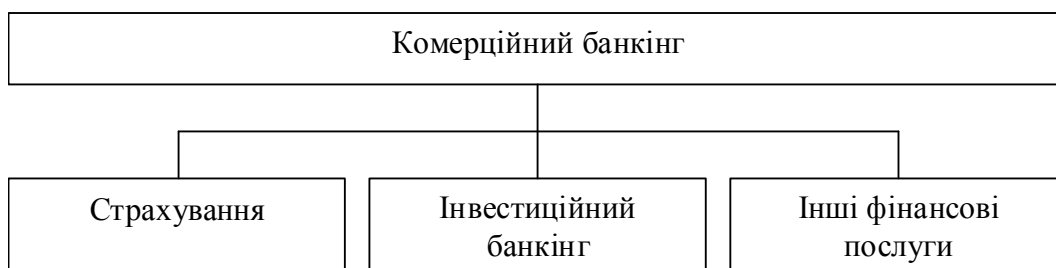 Комерційний банкінг
Страхування
Інвестиційний
банкінг
Інші фінансові
послуги